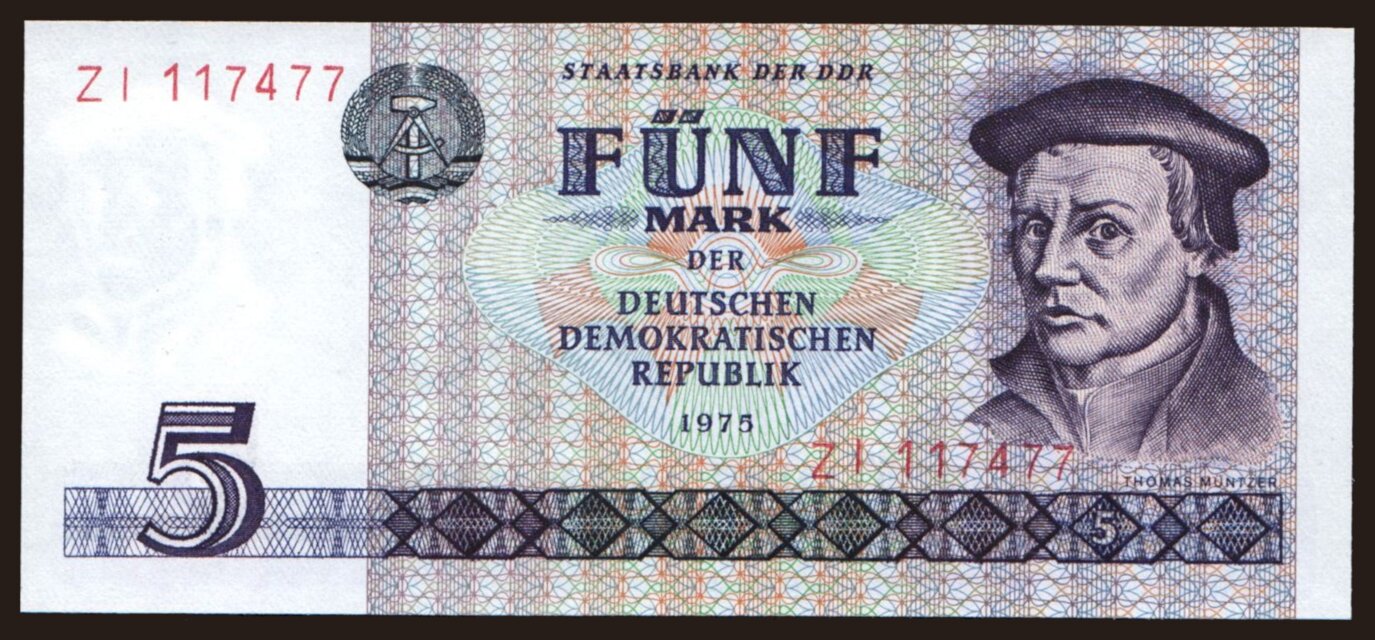 ZI 117477
STAATSBANK DER DDR
FÜNF
MARK
DER
DEUTSCHEN
DEMOKRATISCHEN
REPUBLIK
1975
ZI 117477
THOMAS MÜNTZER
5
5